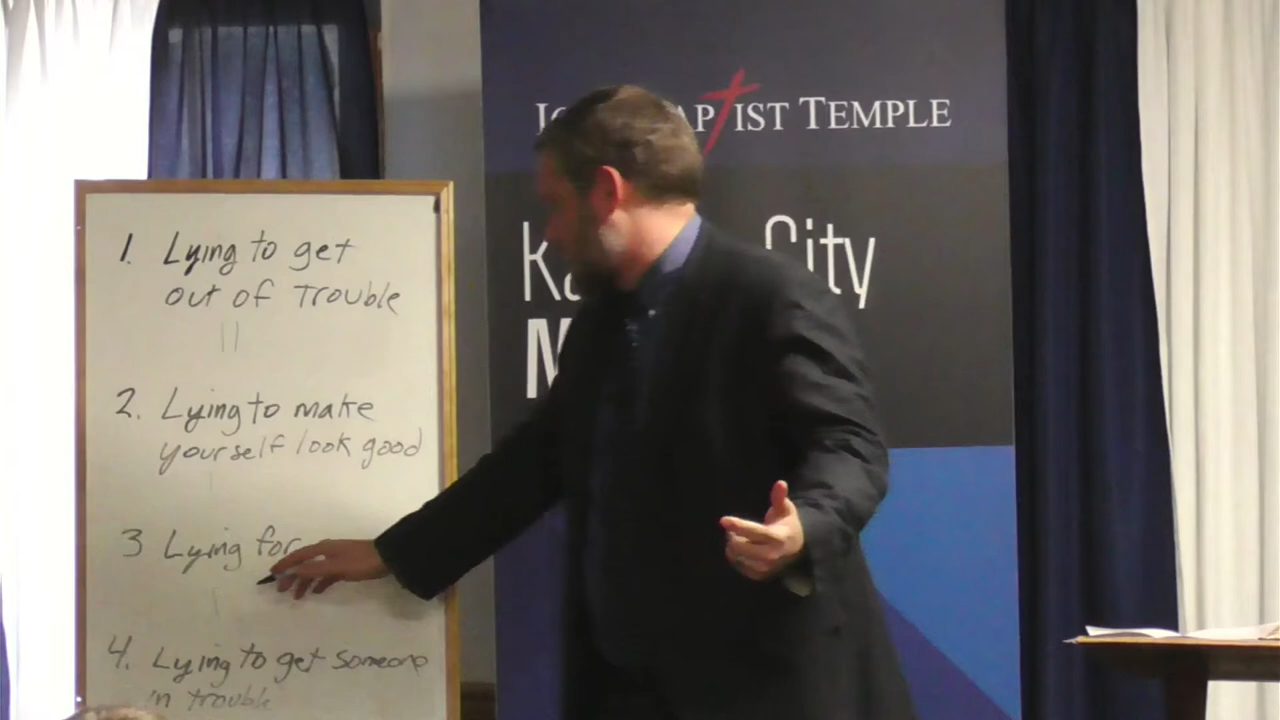 1. Lying to get
out of Trouble
2. Lying to make
yourself look good
3 Lying for
4. Lying to get someone
in trouble
BAPTIST TEMPLE
City